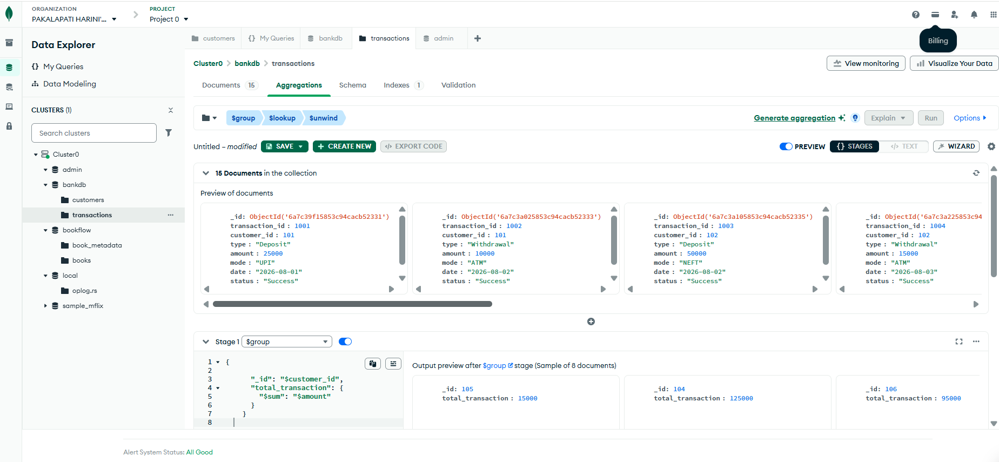 ORGANIZATION
PAKALAPATI HARINI'...
PROJECT
Project 0
Billing
Data Explorer
My Queries
Data Modeling
CLUSTERS (1)
Search clusters
Cluster0
admin
bankdb
customers
transactions
bookflow
book_metadata
books
local
oplog.rs
sample_mflix
customers
{} My Queries
bankdb
transactions
admin
Cluster0 > bankdb > transactions
View monitoring
Visualize Your Data
Documents 15
Aggregations
Schema
Indexes 1
Validation
$group
$lookup
$unwind
Generate aggregation
Explain
Run
Options
Untitled – modified
SAVE
+ CREATE NEW
</> EXPORT CODE
PREVIEW
{} STAGES
</> TEXT
WIZARD
15 Documents in the collection
Preview of documents
_id: ObjectId('6a7c39f15853c94cacb52331')
transaction_id : 1001
customer_id : 101
type : "Deposit"
amount : 25000
mode : "UPI"
date : "2026-08-01"
status : "Success"
_id: ObjectId('6a7c3a025853c94cacb52333')
transaction_id : 1002
customer_id : 101
type : "Withdrawal"
amount : 10000
mode : "ATM"
date : "2026-08-02"
status : "Success"
_id: ObjectId('6a7c3a105853c94cacb52335')
transaction_id : 1003
customer_id : 102
type : "Deposit"
amount : 50000
mode : "NEFT"
date : "2026-08-02"
status : "Success"
_id: ObjectId('6a7c3a225853c94
transaction_id : 1004
customer_id : 102
type : "Withdrawal"
amount : 15000
mode : "ATM"
date : "2026-08-03"
status : "Success"
Stage 1 $group
1 {
2
3 "_id": "$customer_id",
4 "total_transaction": {
5 "$sum": "$amount"
6 }
7 }
8
Output preview after $group stage (Sample of 8 documents)
_id: 105
total_transaction : 15000
_id: 104
total_transaction : 125000
_id: 106
total_transaction : 95000
Alert System Status: All Good